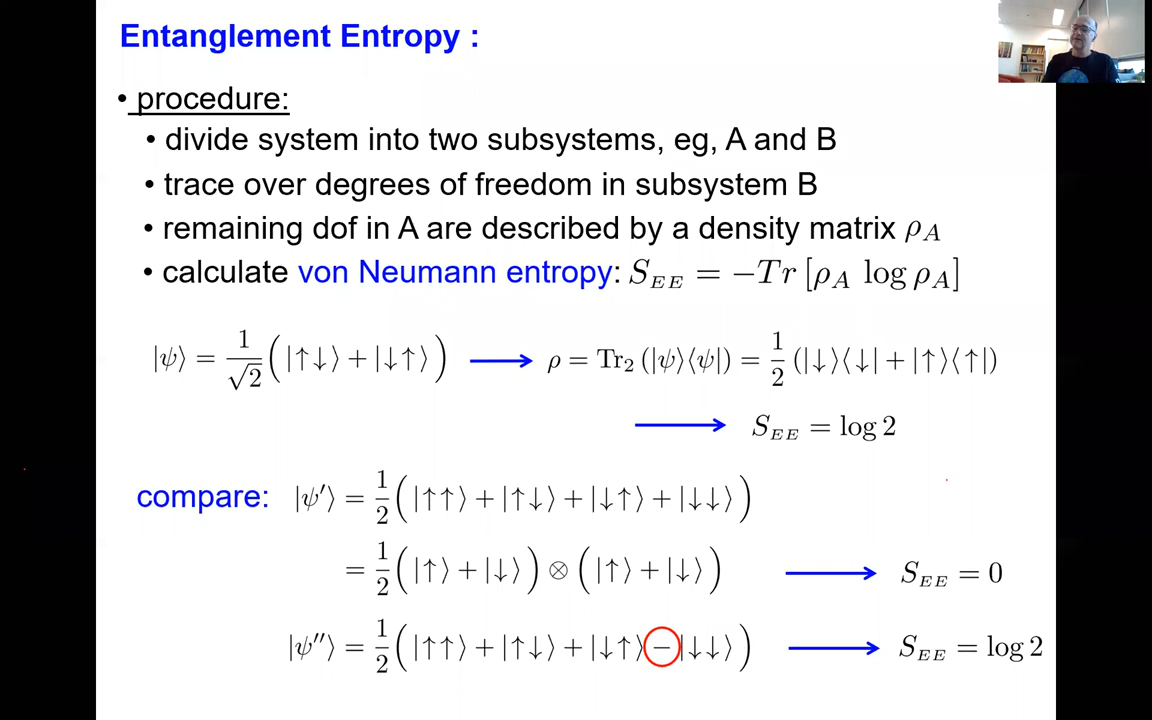 Entanglement Entropy :
• procedure:
• divide system into two subsystems, eg, A and B
• trace over degrees of freedom in subsystem B
• remaining dof in A are described by a density matrix ρ_A
• calculate von Neumann entropy: S_EE = −Tr [ρ_A log ρ_A]
|ψ⟩ = 1/√2 (|↑↓⟩ + |↓↑⟩) ⟶ ρ = Tr₂ (|ψ⟩⟨ψ|) = 1/2 (|↓⟩⟨↓| + |↑⟩⟨↑|)
⟶ S_EE = log 2
compare: |ψ′⟩ = 1/2 (|↑↑⟩ + |↑↓⟩ + |↓↑⟩ + |↓↓⟩)
= 1/2 (|↑⟩ + |↓⟩) ⊗ (|↑⟩ + |↓⟩) ⟶ S_EE = 0
|ψ″⟩ = 1/2 (|↑↑⟩ + |↑↓⟩ + |↓↑⟩ − |↓↓⟩) ⟶ S_EE = log 2